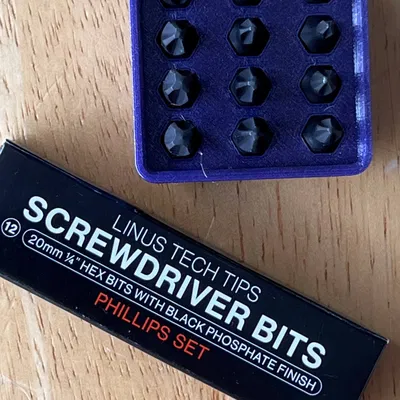 LINUS TECH TIPS
SCREWDRIVER BITS
12 20mm ¼" HEX BITS WITH BLACK PHOSPHATE FINISH
PHILLIPS SET